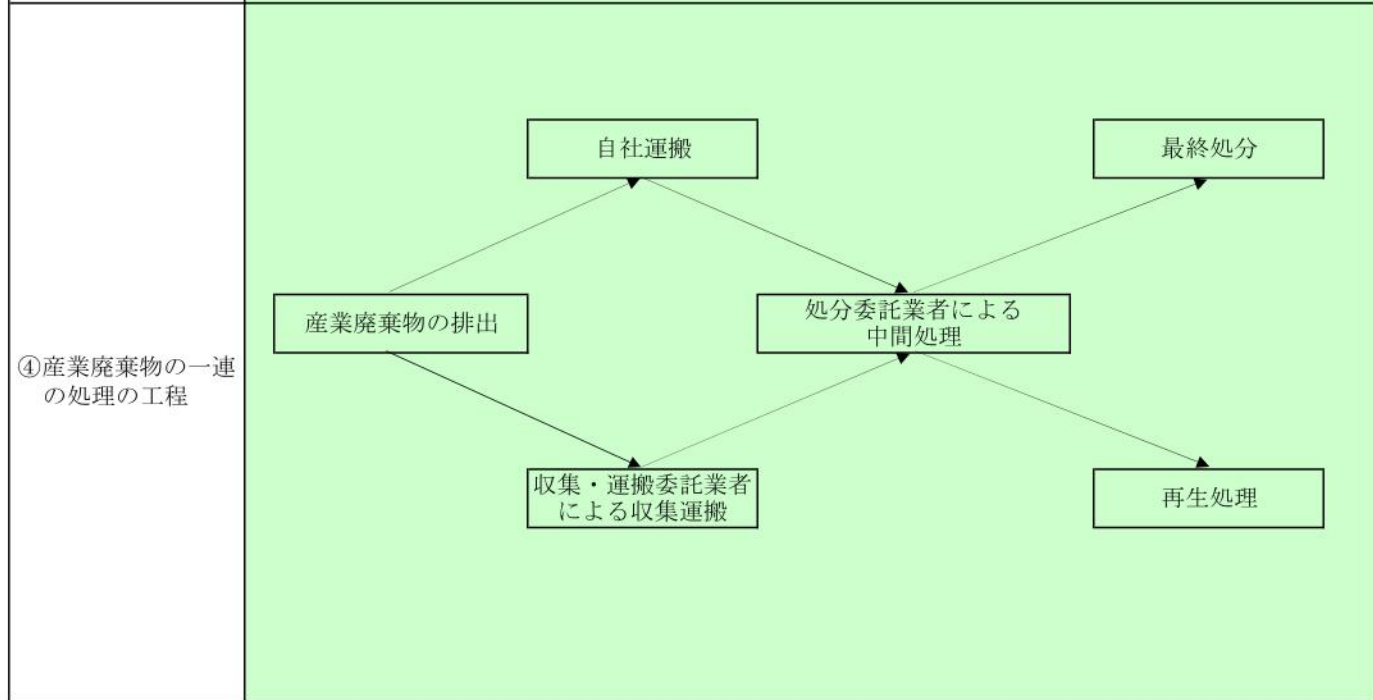 ④産業廃棄物の一連
の処理の工程
自社運搬
最終処分
産業廃棄物の排出
処分委託業者による
中間処理
収集・運搬委託業者
による収集運搬
再生処理